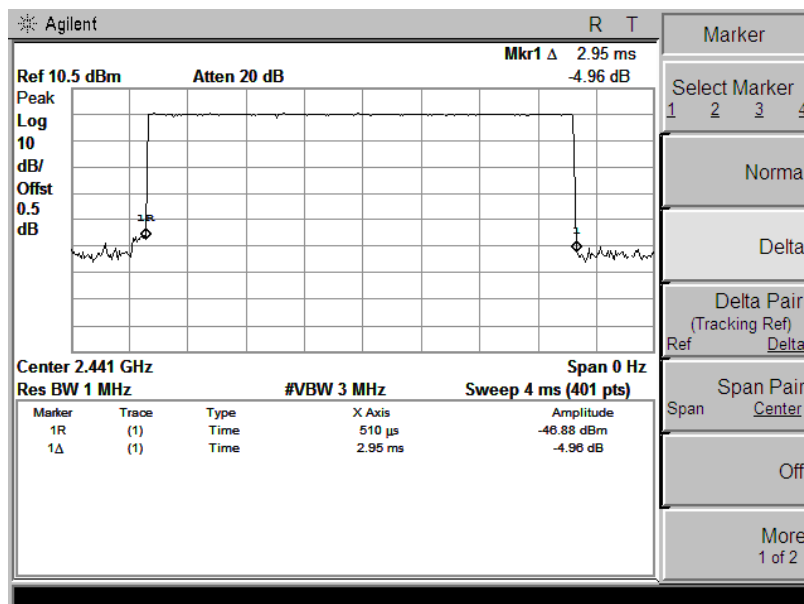 Agilent
R T
Mkr1 Δ 2.95 ms
Ref 10.5 dBm Atten 20 dB -4.96 dB
Peak
Log
10
dB/
Offst
0.5
dB
1R
1
Center 2.441 GHz Span 0 Hz
Res BW 1 MHz #VBW 3 MHz Sweep 4 ms (401 pts)
Marker Trace Type X Axis Amplitude
1R (1) Time 510 µs -46.88 dBm
1Δ (1) Time 2.95 ms -4.96 dB
Marker
Select Marker
1 2 3 4
Norma
Delta
Delta Pair
(Tracking Ref)
Ref Delta
Span Pair
Span Center
Off
More
1 of 2